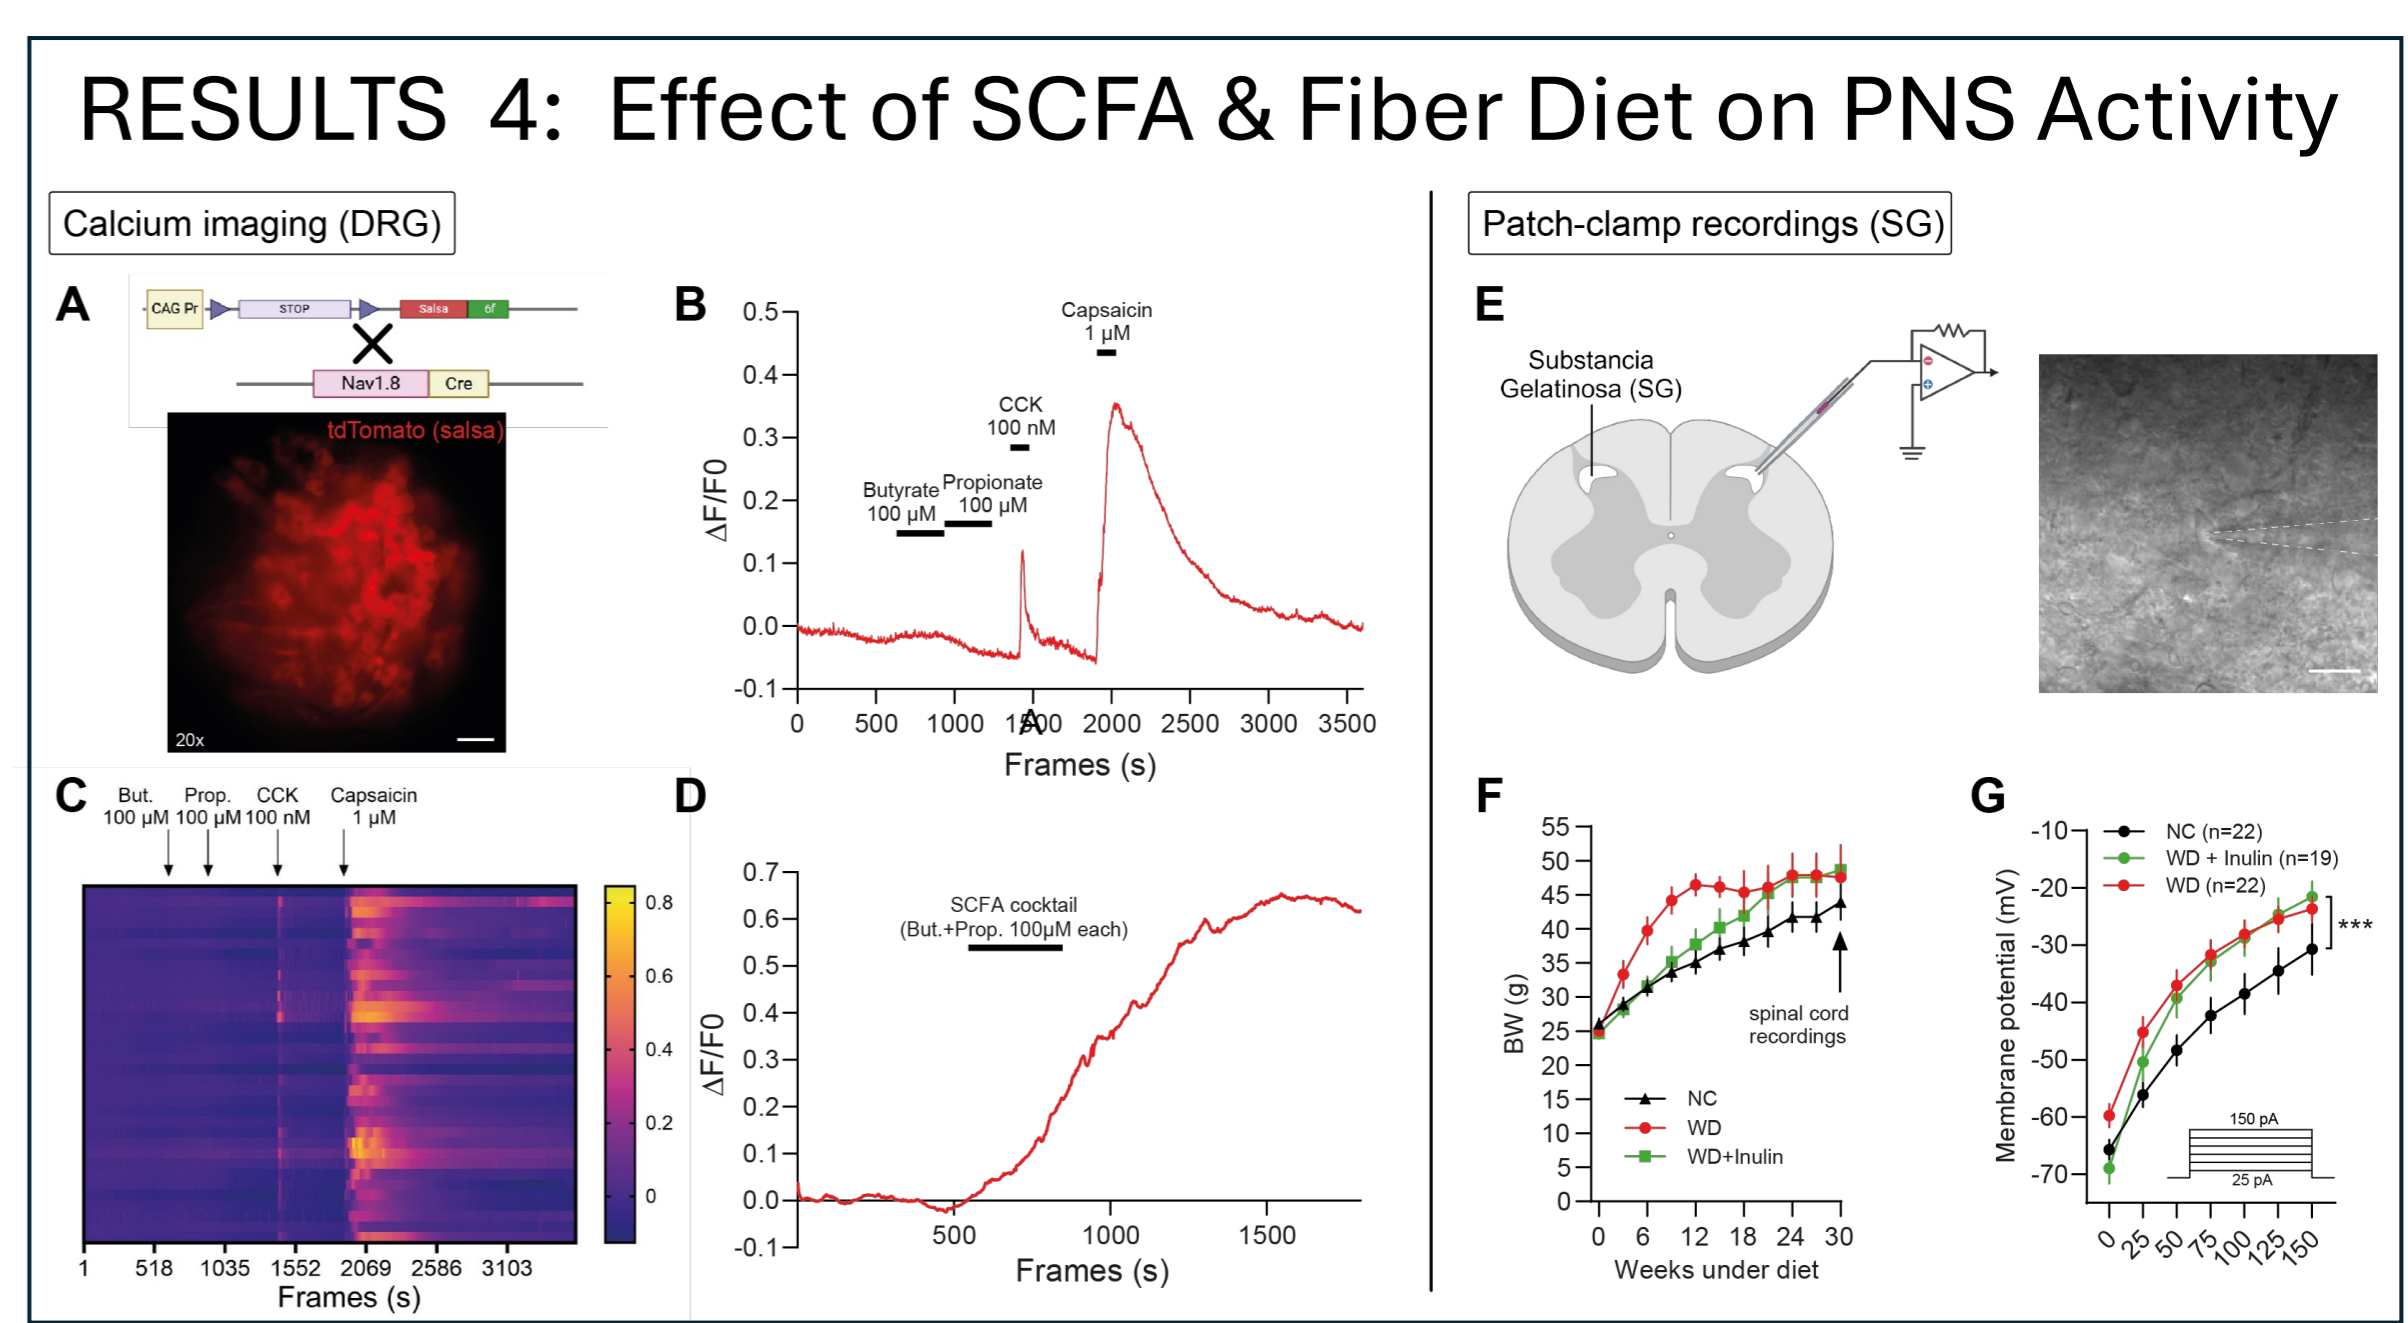 RESULTS 4: Effect of SCFA & Fiber Diet on PNS Activity
Calcium imaging (DRG)
A
CAG Pr
STOP
Salsa
6f
Nav1.8
Cre
tdTomato (salsa)
20x
B
0.5
0.4
0.3
0.2
0.1
0.0
-0.1
ΔF/F0
Butyrate
100 µM
Propionate
100 µM
CCK
100 nM
Capsaicin
1 µM
0 500 1000 1500 2000 2500 3000 3500
A
Frames (s)
C
But.
100 µM
Prop.
100 µM
CCK
100 nM
Capsaicin
1 µM
0.8
0.6
0.4
0.2
0
1 518 1035 1552 2069 2586 3103
Frames (s)
D
0.7
0.6
0.5
0.4
0.3
0.2
0.1
0.0
-0.1
ΔF/F0
SCFA cocktail
(But.+Prop. 100µM each)
500 1000 1500
Frames (s)
Patch-clamp recordings (SG)
E
Substancia
Gelatinosa (SG)
F
55
50
45
40
35
30
25
20
15
10
5
0
BW (g)
spinal cord
recordings
NC
WD
WD+Inulin
0 6 12 18 24 30
Weeks under diet
G
-10
-20
-30
-40
-50
-60
-70
Membrane potential (mV)
NC (n=22)
WD + Inulin (n=19)
WD (n=22)
***
150 pA
25 pA
0 25 50 75 100 125 150